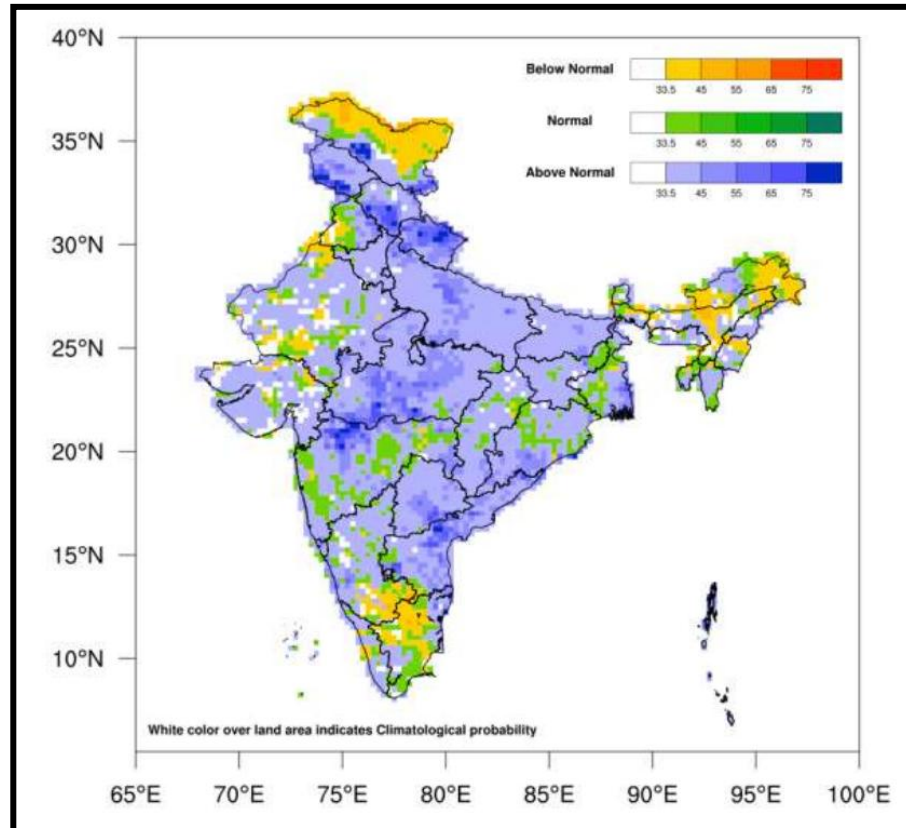 40°N
35°N
30°N
25°N
20°N
15°N
10°N
Below Normal
33.5 45 55 65 75
Normal
33.5 45 55 65 75
Above Normal
33.5 45 55 65 75
White color over land area indicates Climatological probability
65°E 70°E 75°E 80°E 85°E 90°E 95°E 100°E